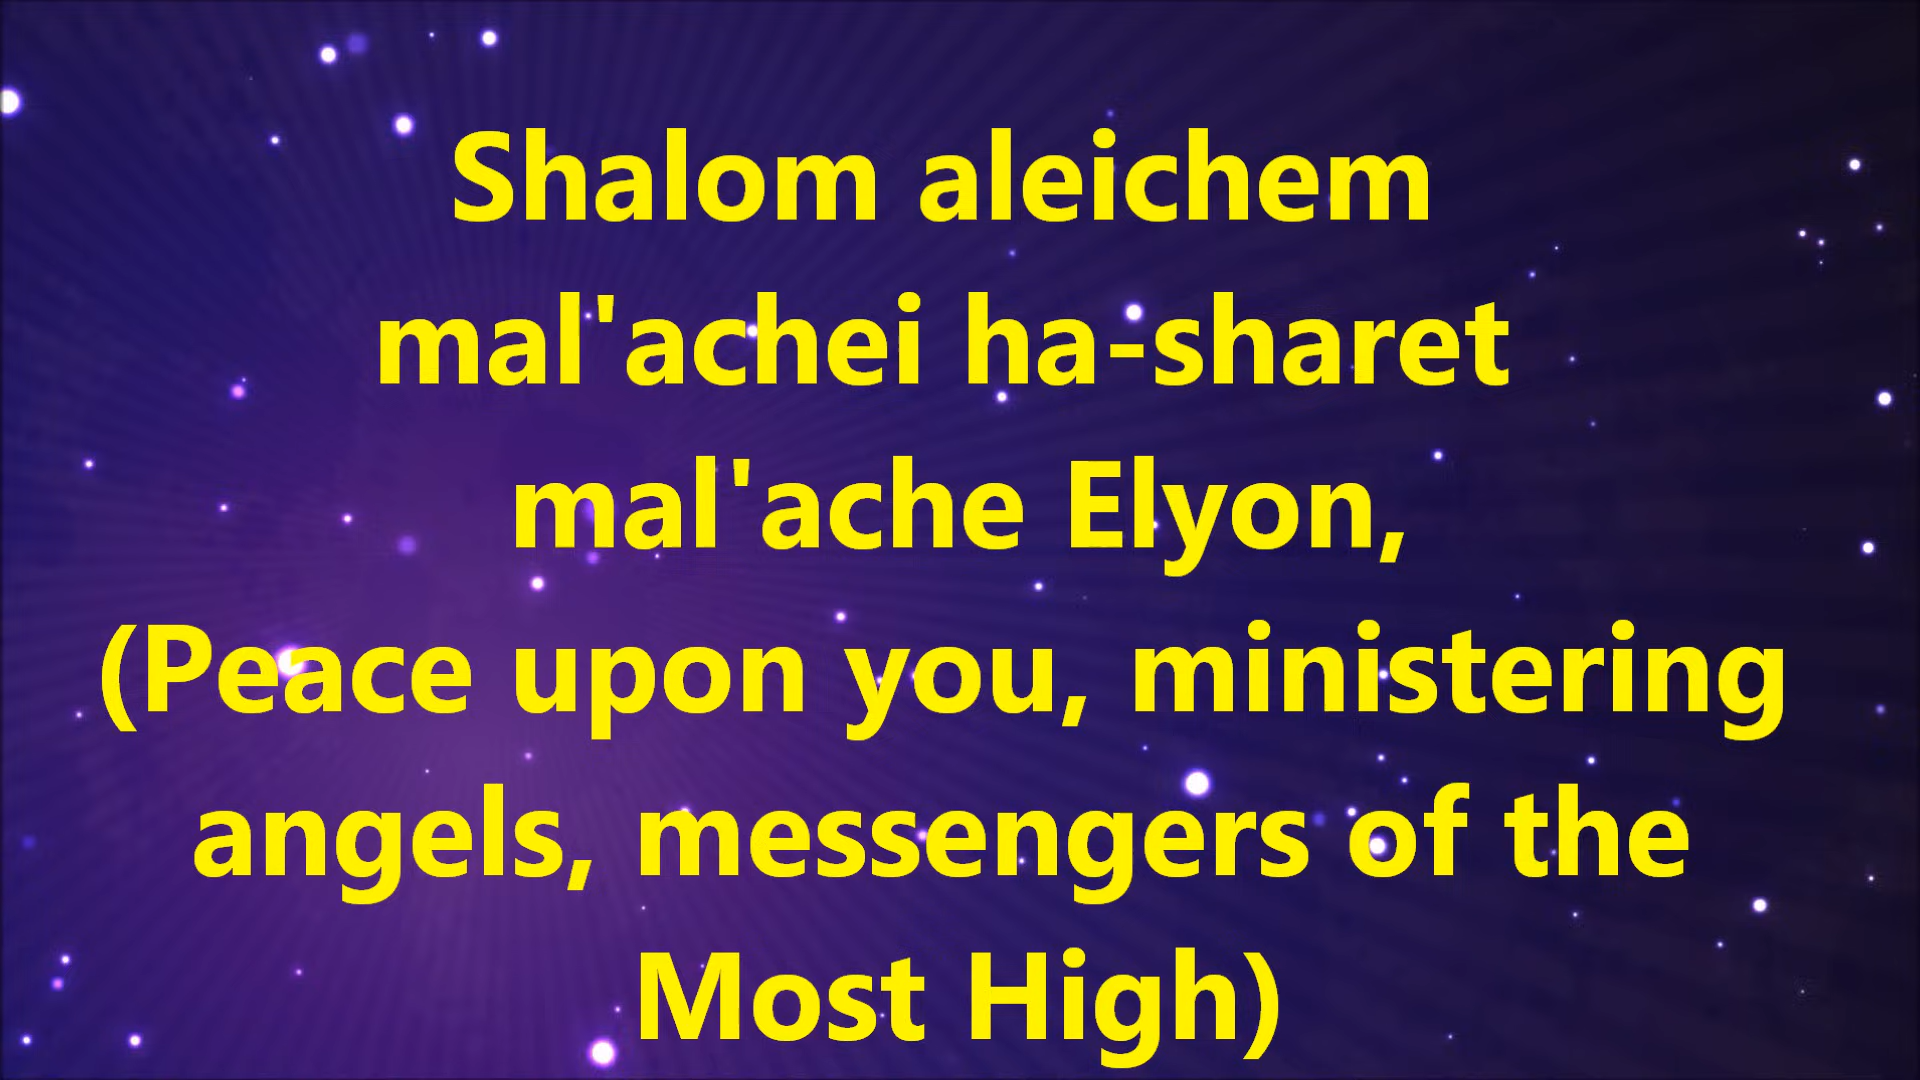 Shalom aleichem
mal'achei ha-sharet
mal'ache Elyon,
(Peace upon you, ministering
angels, messengers of the
Most High)